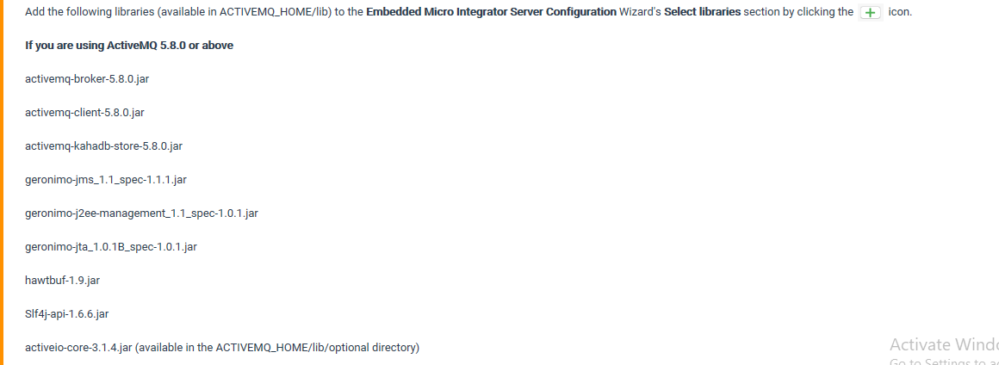 Add the following libraries (available in ACTIVEMQ_HOME/lib) to the Embedded Micro Integrator Server Configuration Wizard's Select libraries section by clicking the icon.
If you are using ActiveMQ 5.8.0 or above
activemq-broker-5.8.0.jar
activemq-client-5.8.0.jar
activemq-kahadb-store-5.8.0.jar
geronimo-jms_1.1_spec-1.1.1.jar
geronimo-j2ee-management_1.1_spec-1.0.1.jar
geronimo-jta_1.0.1B_spec-1.0.1.jar
hawtbuf-1.9.jar
Slf4j-api-1.6.6.jar
activeio-core-3.1.4.jar (available in the ACTIVEMQ_HOME/lib/optional directory)
Activate Windo
Go to Settings to ac